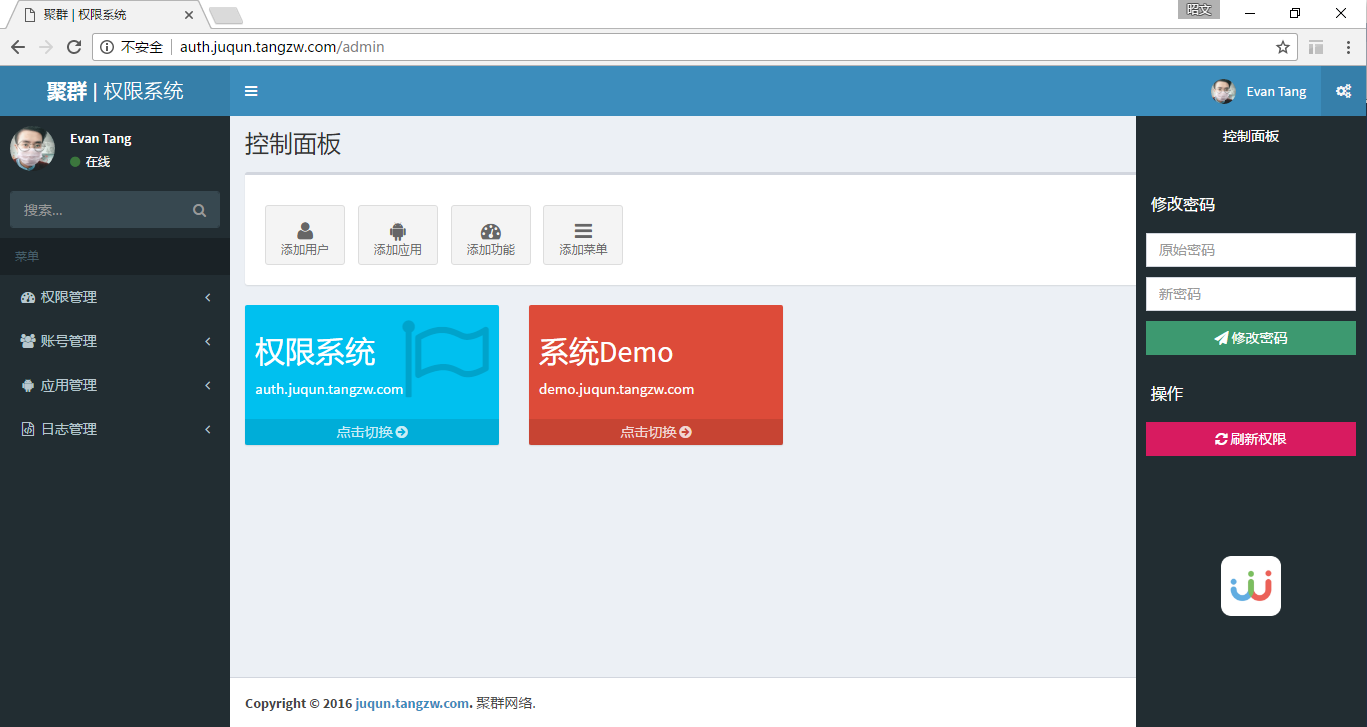 聚群 | 权限系统
昭文
不安全
auth.juqun.tangzw.com/admin
聚群 | 权限系统
Evan Tang
Evan Tang
在线
搜索...
菜单
权限管理
账号管理
应用管理
日志管理
控制面板
添加用户
添加应用
添加功能
添加菜单
权限系统
auth.juqun.tangzw.com
点击切换
系统Demo
demo.juqun.tangzw.com
点击切换
控制面板
修改密码
原始密码
新密码
修改密码
操作
刷新权限
Copyright © 2016 juqun.tangzw.com. 聚群网络.